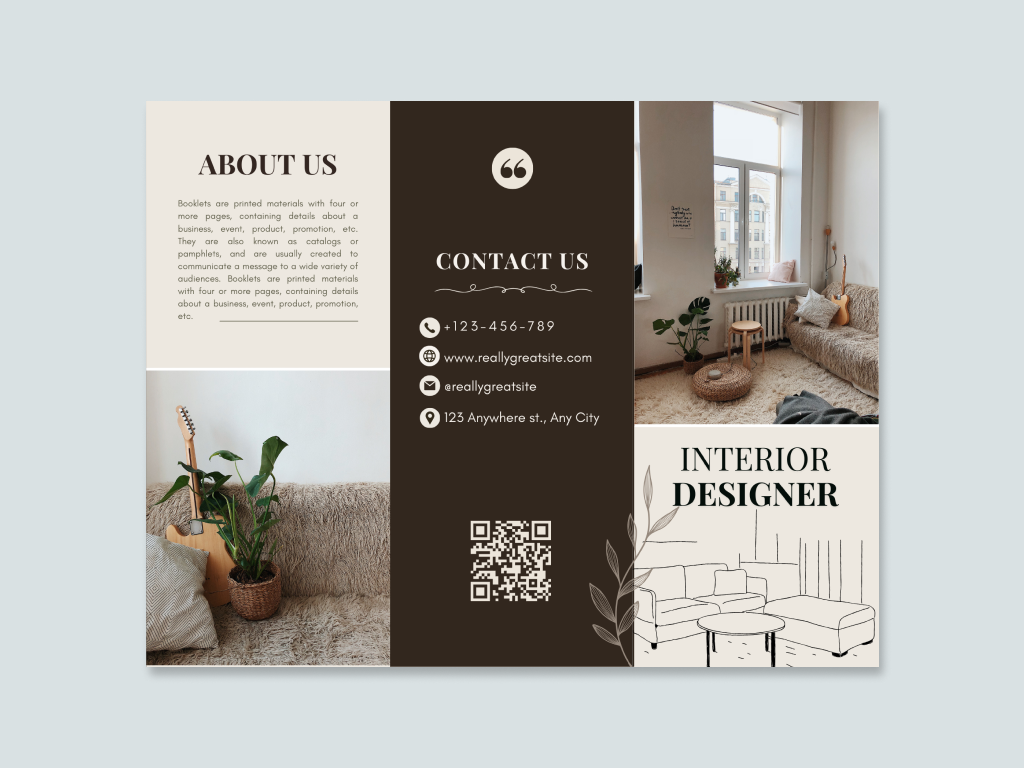 ABOUT US
Booklets are printed materials with four or
more pages, containing details about a
business, event, product, promotion, etc.
They are also known as catalogs or
pamphlets, and are usually created to
communicate a message to a wide variety of
audiences. Booklets are printed materials
with four or more pages, containing details
about a business, event, product, promotion,
etc.
CONTACT US
+123-456-789
www.reallygreatsite.com
@reallygreatsite
123 Anywhere st., Any City
INTERIOR
DESIGNER